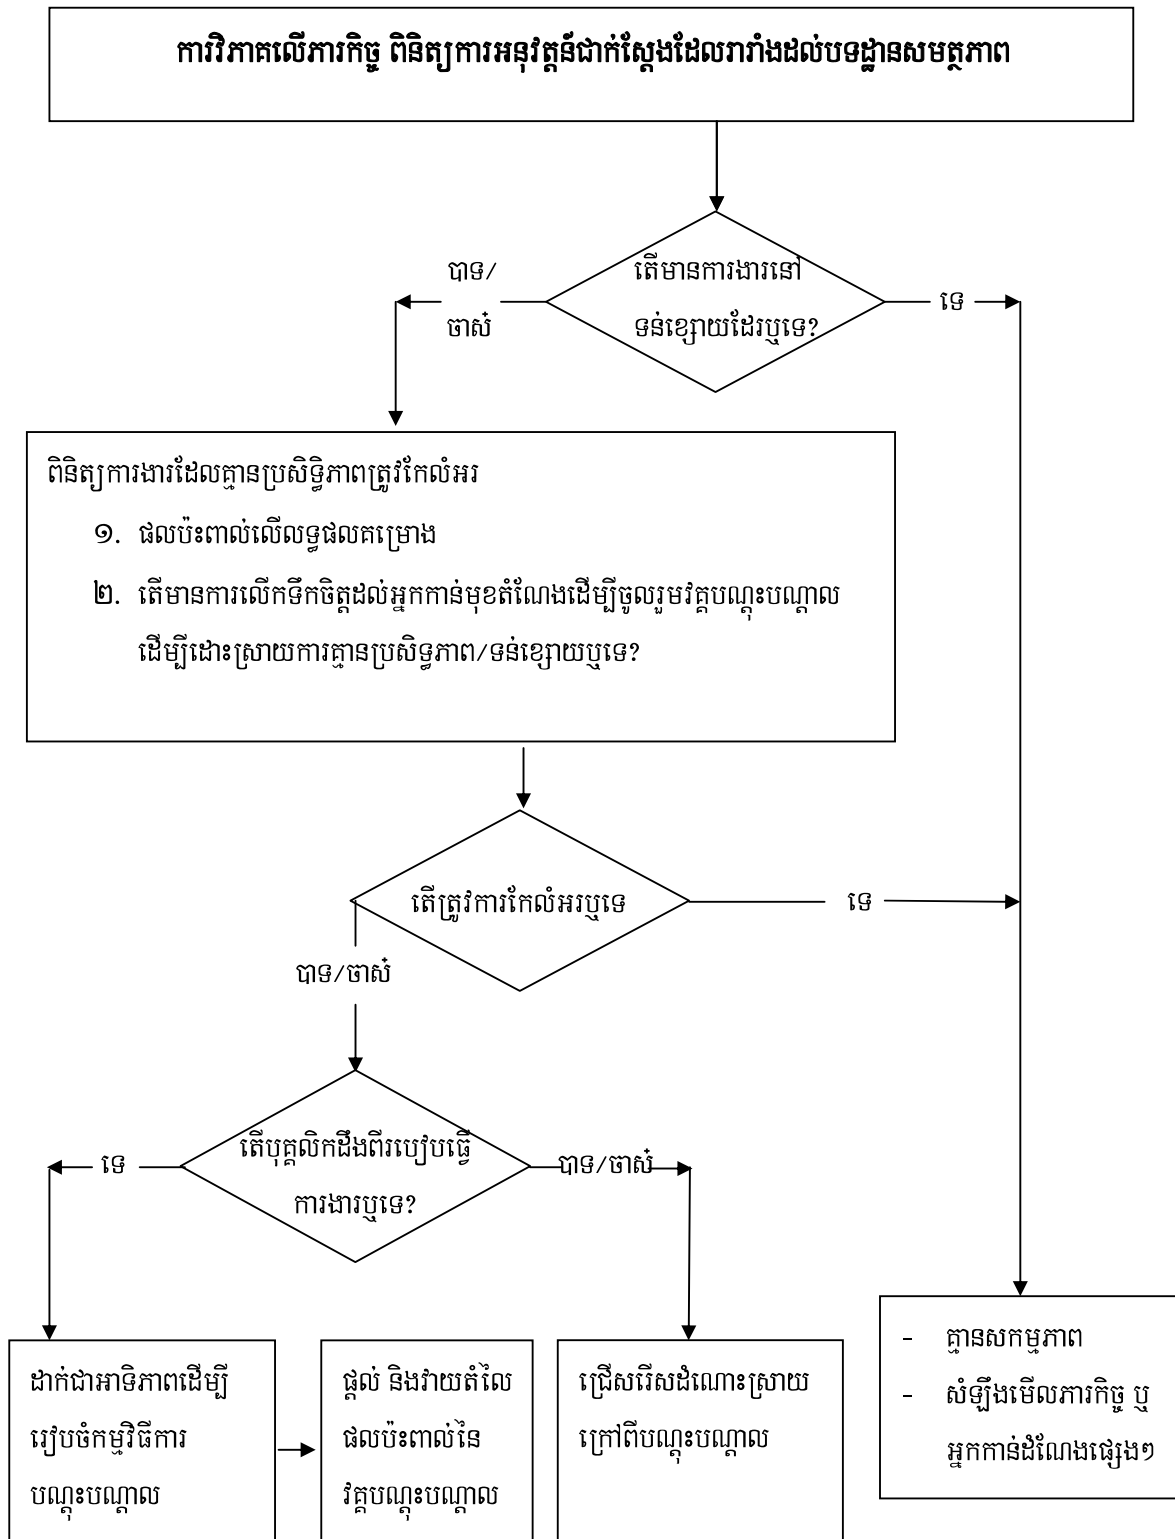 ការវិភាគលើភារកិច្ច ពិនិត្យការអនុវត្តន៍ជាក់ស្តែងដែលរារាំងដល់បទដ្ឋានសមត្ថភាព
តើមានការងារនៅ
ទន់ខ្សោយដែរឬទេ?
បាទ/
ចាស៎
ទេ
ពិនិត្យការងារដែលគ្មានប្រសិទ្ធិភាពត្រូវកែលំអរ
១. ផលប៉ះពាល់លើលទ្ធផលគម្រោង
២. តើមានការលើកទឹកចិត្តដល់អ្នកកាន់មុខតំណែងដើម្បីចូលរួមវគ្គបណ្តុះបណ្តាល
ដើម្បីដោះស្រាយការគ្មានប្រសិទ្ធភាព/ទន់ខ្សោយឬទេ?
តើត្រូវការកែលំអរឬទេ
ទេ
បាទ/ចាស៎
តើបុគ្គលិកដឹងពីរបៀបធ្វើ
ការងារឬទេ?
ទេ
បាទ/ចាស៎
ដាក់ជាអាទិភាពដើម្បី
រៀបចំកម្មវិធីការ
បណ្តុះបណ្តាល
ផ្តល់ និងវាយតំលៃ
ផលប៉ះពាល់នៃ
វគ្គបណ្តុះបណ្តាល
ជ្រើសរើសដំណោះស្រាយ
ក្រៅពីបណ្តុះបណ្តាល
- គ្មានសកម្មភាព
- សំឡឹងមើលភារកិច្ច ឬ
អ្នកកាន់ដំណែងផ្សេងៗ